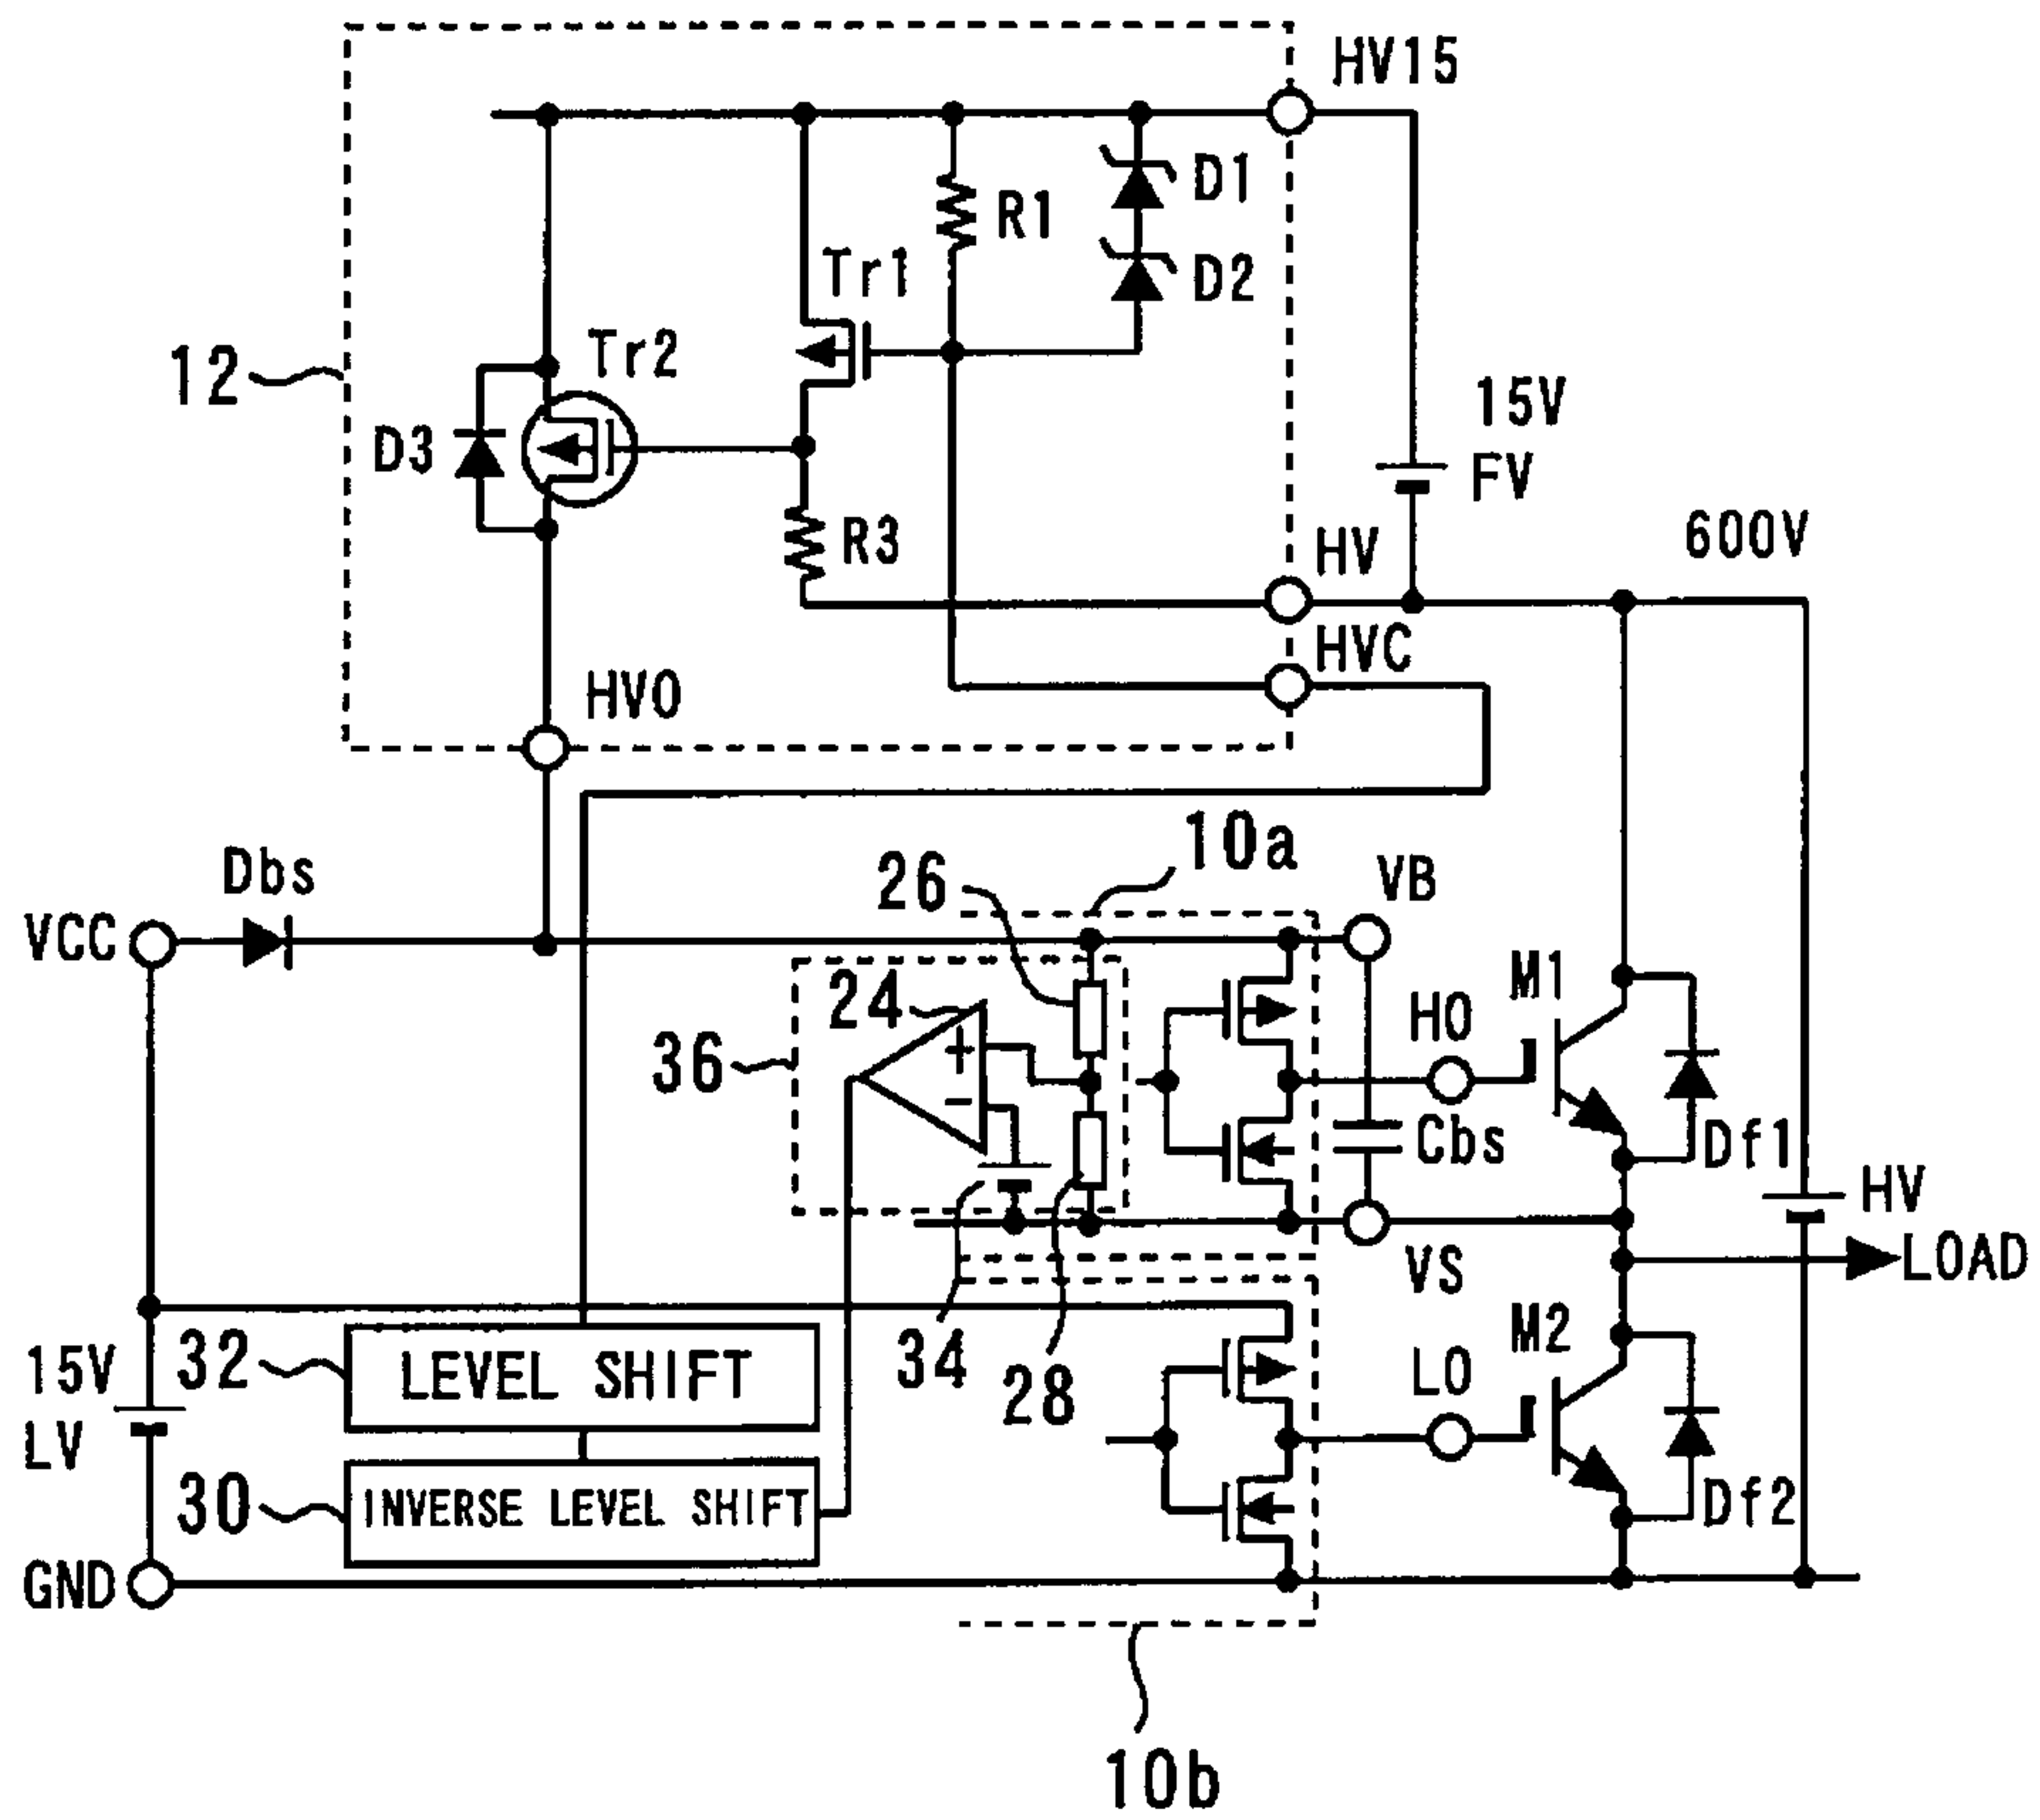 HV15
D1
R1
Tr1
D2
Tr2
12
D3
15V
FV
R3
HV
600V
HVC
HVO
10a
Dbs
26
VB
VCC
M1
24
HO
36
Cbs
Df1
HV
VS
LOAD
M2
15V
32
LEVEL SHIFT
34
28
LO
LV
30
INVERSE LEVEL SHIFT
Df2
GND
10b